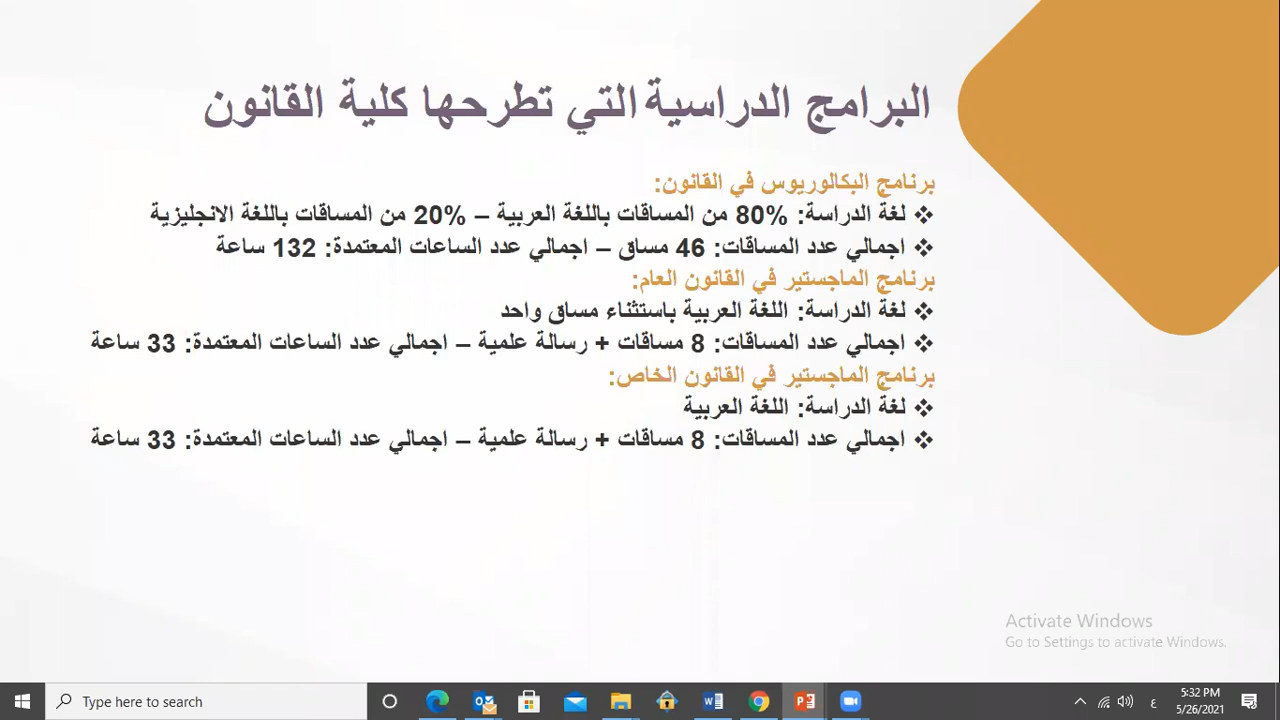 البرامج الدراسية التي تطرحها كلية القانون
برنامج البكالوريوس في القانون:
❖ لغة الدراسة: 80% من المساقات باللغة العربية – 20% من المساقات باللغة الانجليزية
❖ اجمالي عدد المساقات: 46 مساق – اجمالي عدد الساعات المعتمدة: 132 ساعة
برنامج الماجستير في القانون العام:
❖ لغة الدراسة: اللغة العربية باستثناء مساق واحد
❖ اجمالي عدد المساقات: 8 مساقات + رسالة علمية – اجمالي عدد الساعات المعتمدة: 33 ساعة
برنامج الماجستير في القانون الخاص:
❖ لغة الدراسة: اللغة العربية
❖ اجمالي عدد المساقات: 8 مساقات + رسالة علمية – اجمالي عدد الساعات المعتمدة: 33 ساعة
Activate Windows
Go to Settings to activate Windows.
Type here to search
ع
5:32 PM
5/26/2021